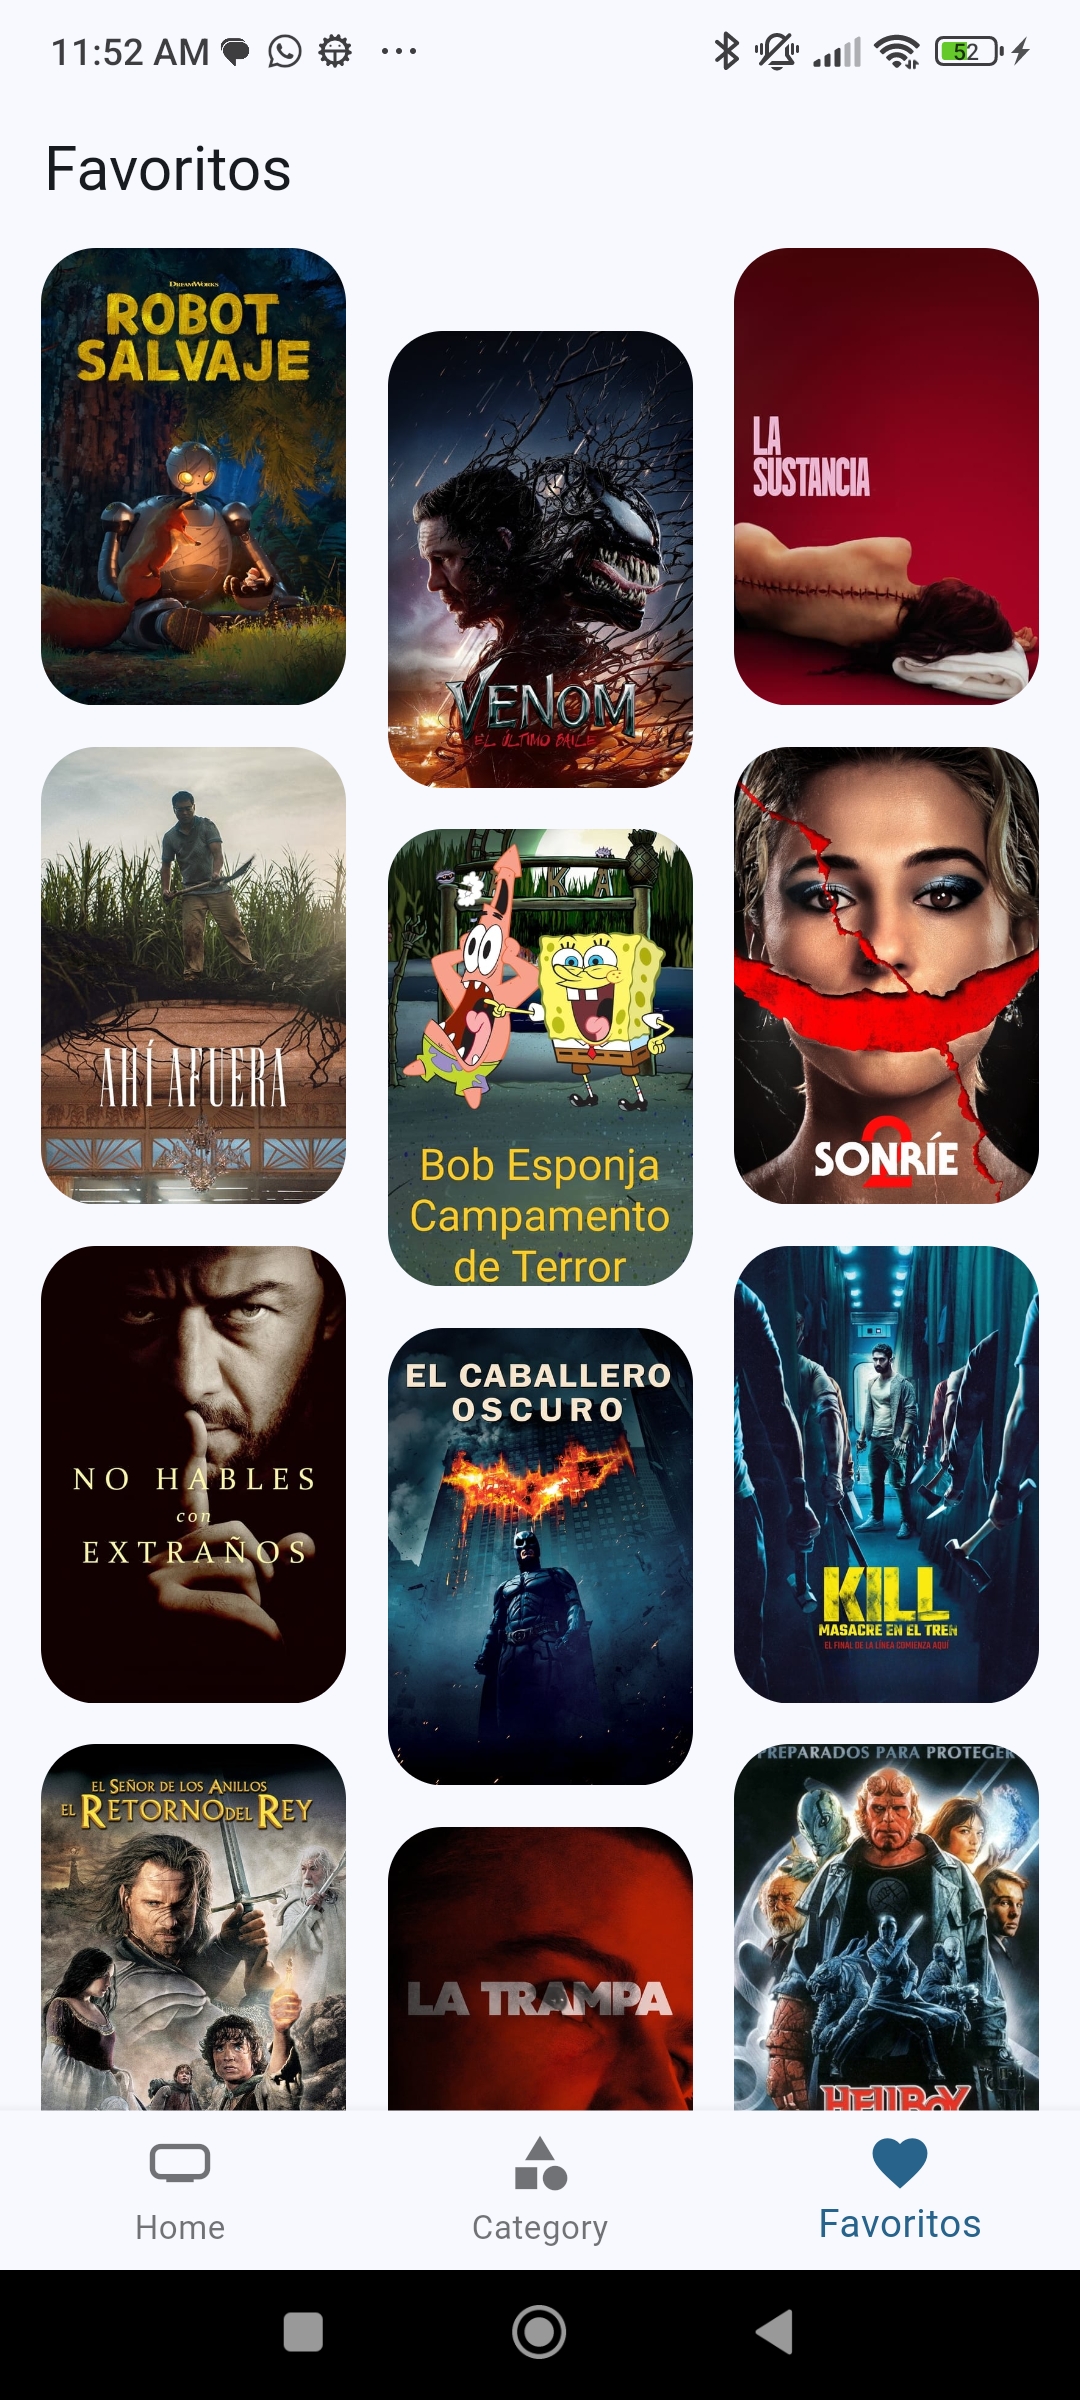 11:52 AM
52
Favoritos
DREAMWORKS
ROBOT
SALVAJE
VENOM
EL ÚLTIMO BAILE
LA
SUSTANCIA
AHÍ AFUERA
KA
Bob Esponja
Campamento
de Terror
2
SONRÍE
NO HABLES
con
EXTRAÑOS
EL CABALLERO
OSCURO
KILL
MASACRE EN EL TREN
EL FINAL DE LA LÍNEA COMIENZA AQUÍ
EL SEÑOR DE LOS ANILLOS
EL RETORNO DEL REY
LA TRAMPA
PREPARADOS PARA PROTEGER
HELLBOY
Home
Category
Favoritos